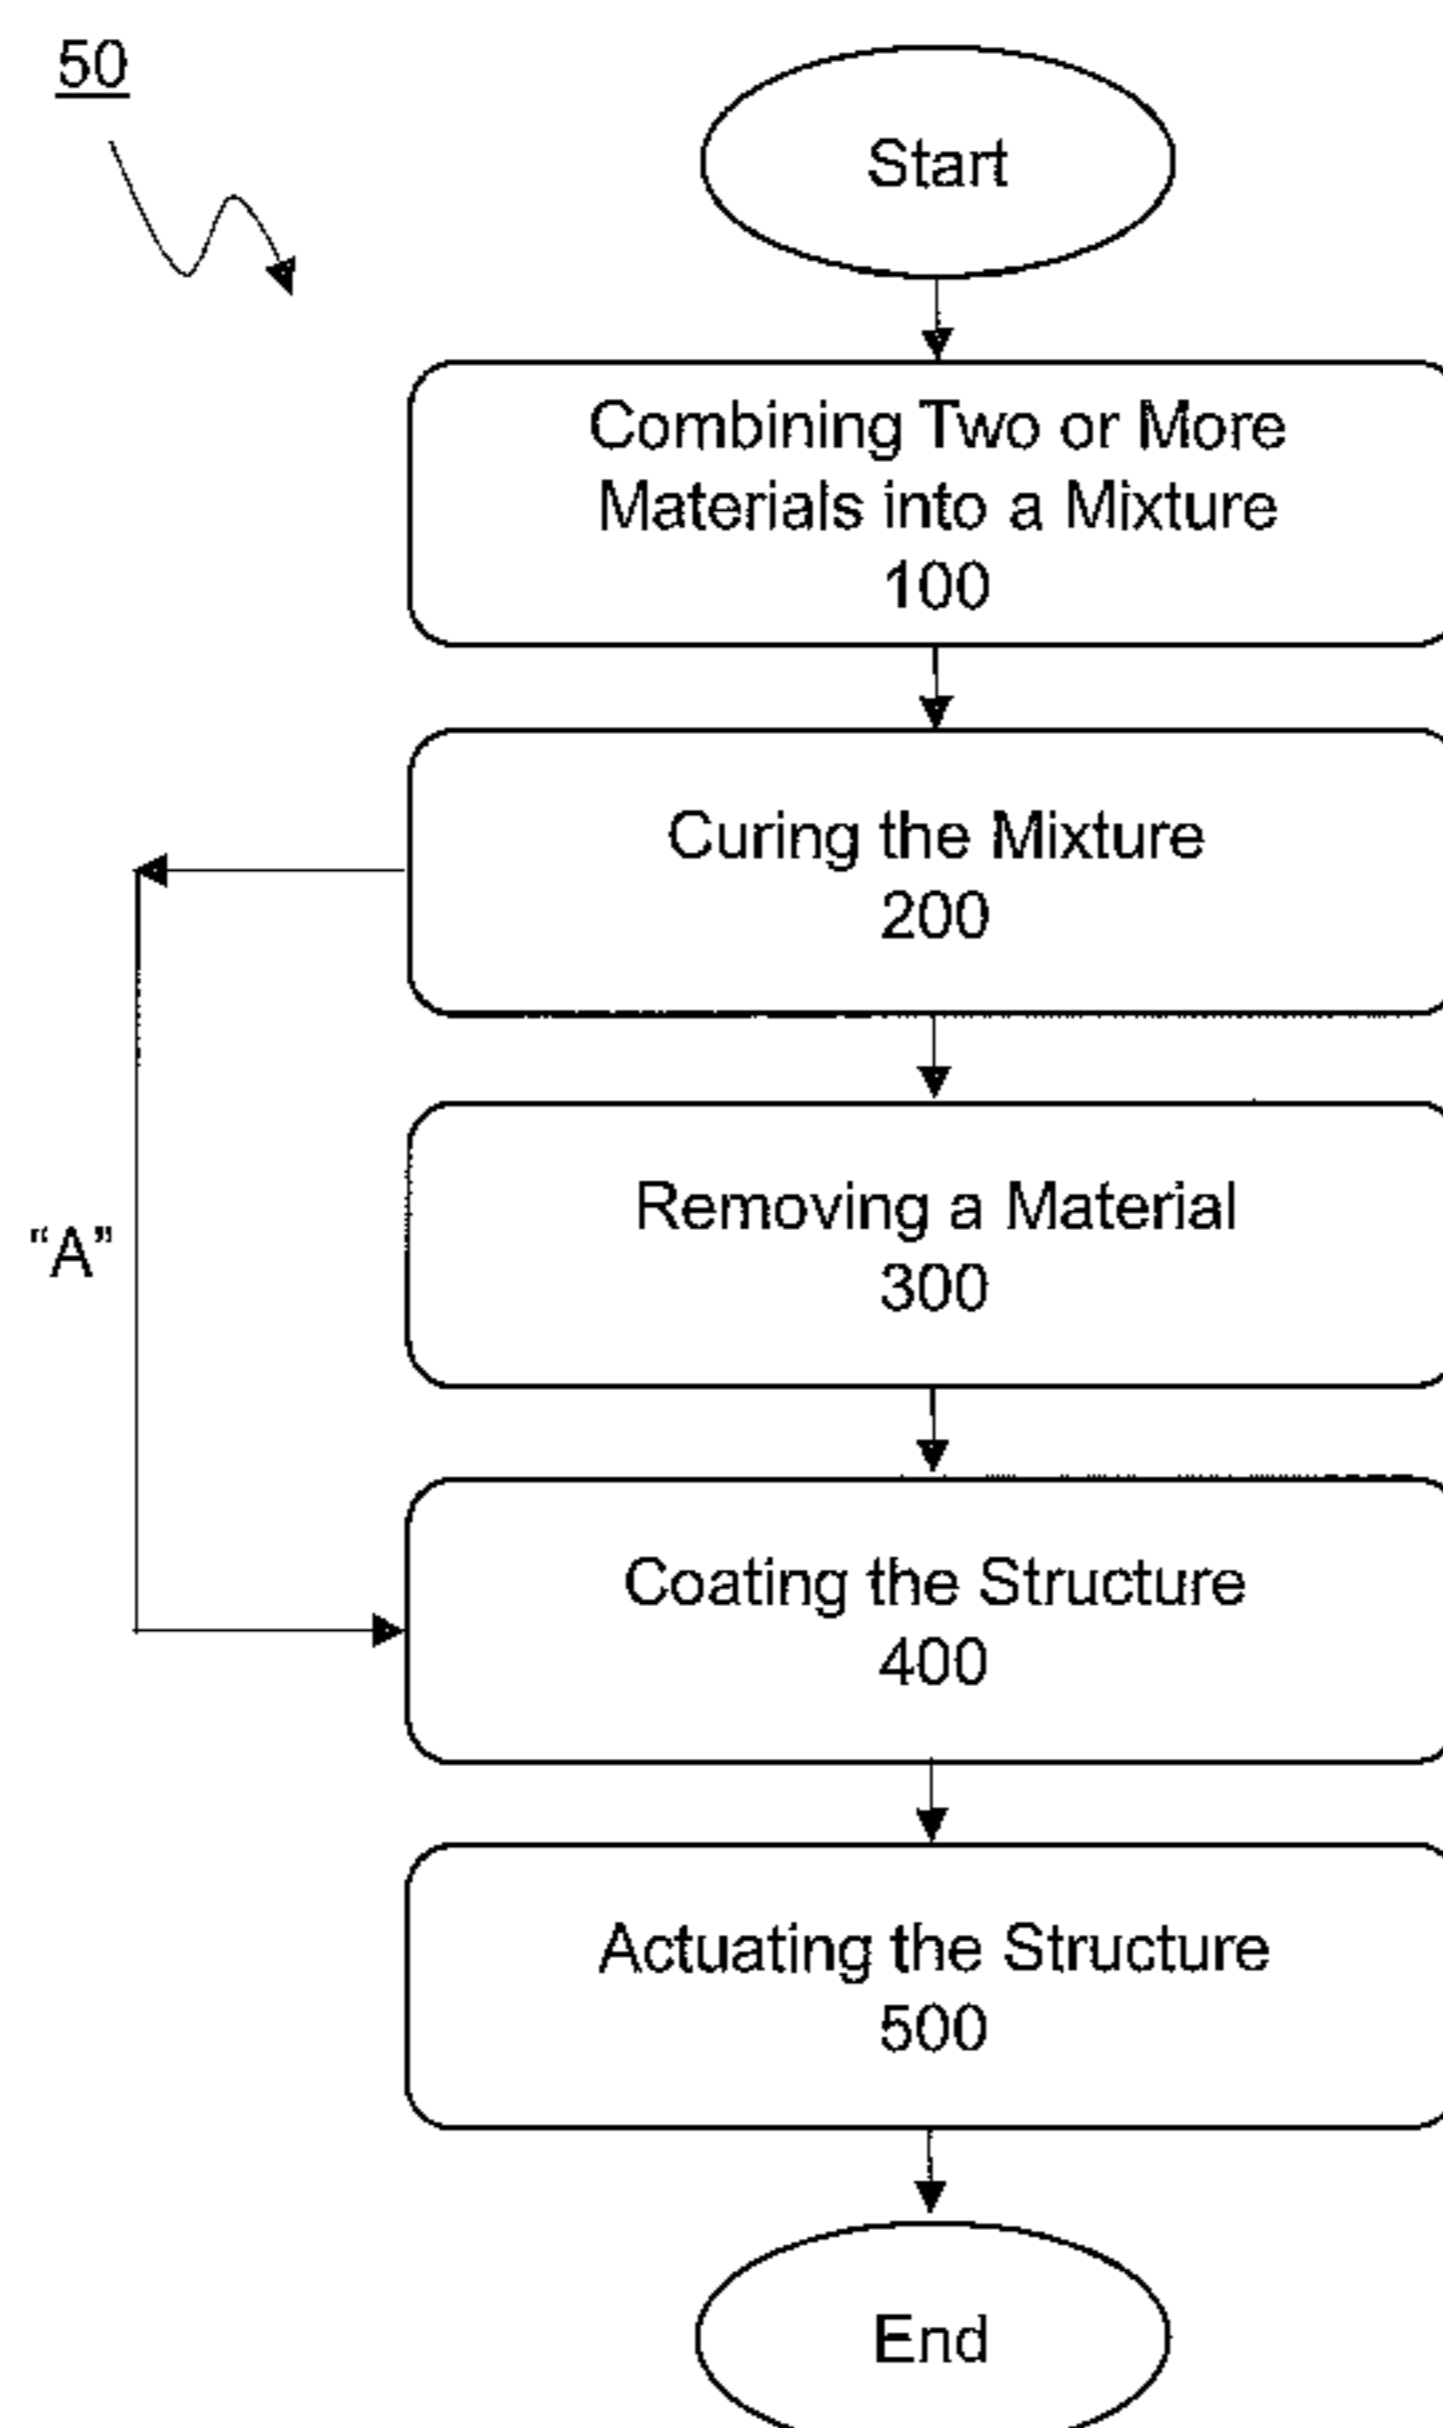 50
Start
Combining Two or More
Materials into a Mixture
100
Curing the Mixture
200
Removing a Material
300
"A"
Coating the Structure
400
Actuating the Structure
500
End